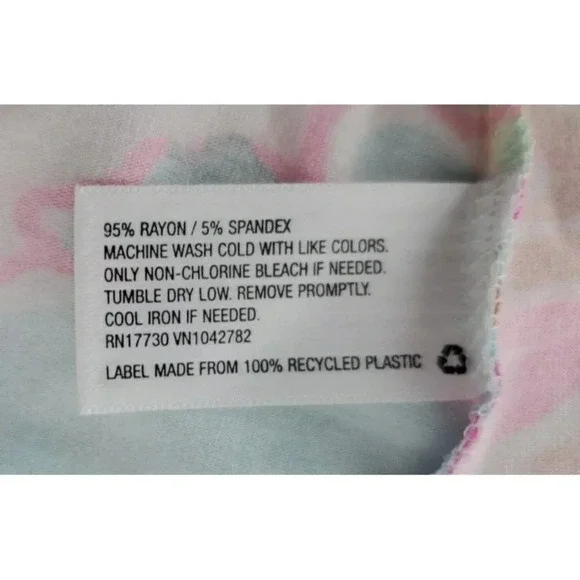 95% RAYON / 5% SPANDEX
MACHINE WASH COLD WITH LIKE COLORS.
ONLY NON-CHLORINE BLEACH IF NEEDED.
TUMBLE DRY LOW. REMOVE PROMPTLY.
COOL IRON IF NEEDED.
RN17730 VN1042782
LABEL MADE FROM 100% RECYCLED PLASTIC